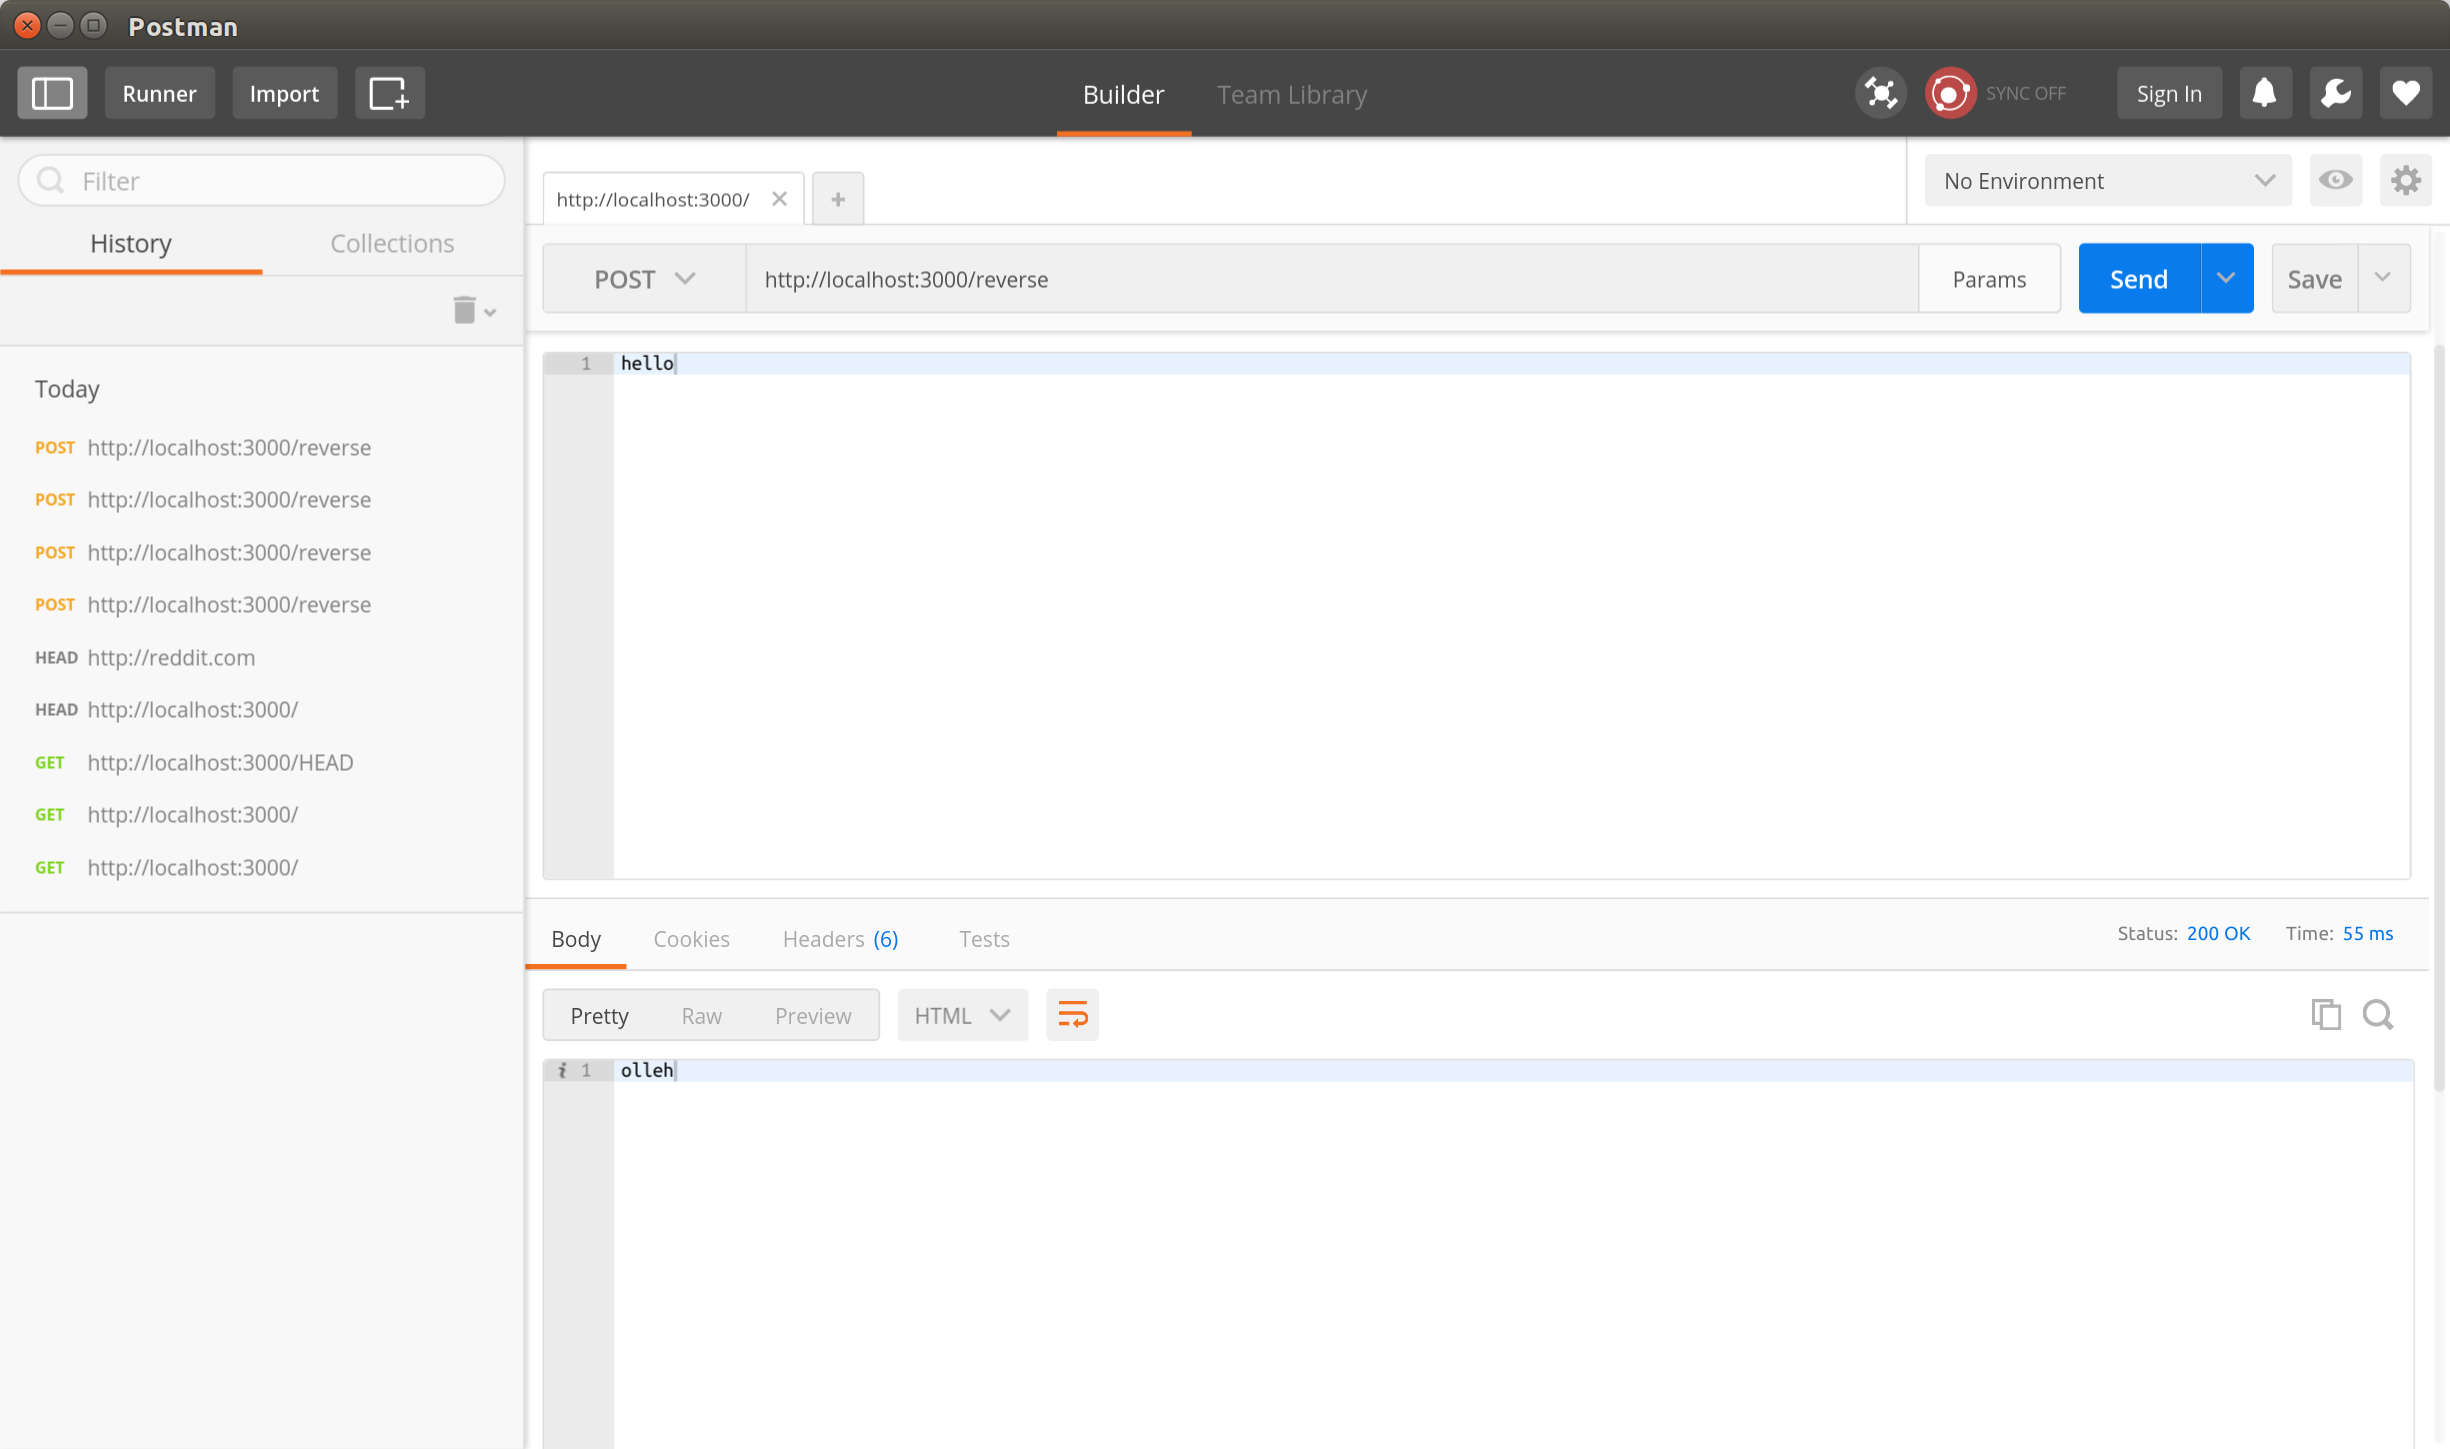 Postman
Runner Import Builder Team Library SYNC OFF Sign In
Filter
History Collections
Today
POST http://localhost:3000/reverse
POST http://localhost:3000/reverse
POST http://localhost:3000/reverse
POST http://localhost:3000/reverse
HEAD http://reddit.com
HEAD http://localhost:3000/
GET http://localhost:3000/HEAD
GET http://localhost:3000/
GET http://localhost:3000/
http://localhost:3000/ No Environment
POST http://localhost:3000/reverse Params Send Save
1 hello
Body Cookies Headers (6) Tests Status: 200 OK Time: 55 ms
Pretty Raw Preview HTML
i 1 olleh